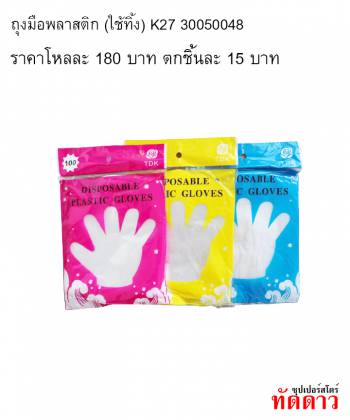 ถุงมือพลาสติก (ใช้ทิ้ง) K27 30050048
ราคาโหลละ 180 บาท ตกชิ้นละ 15 บาท
100
TDK
TDK
DISPOSABLE
PLASTIC GLOVES
POSABLE
IC GLOVES
POSABLE
IC GLOVES
ซุปเปอร์สโตร์
ทัดดาว